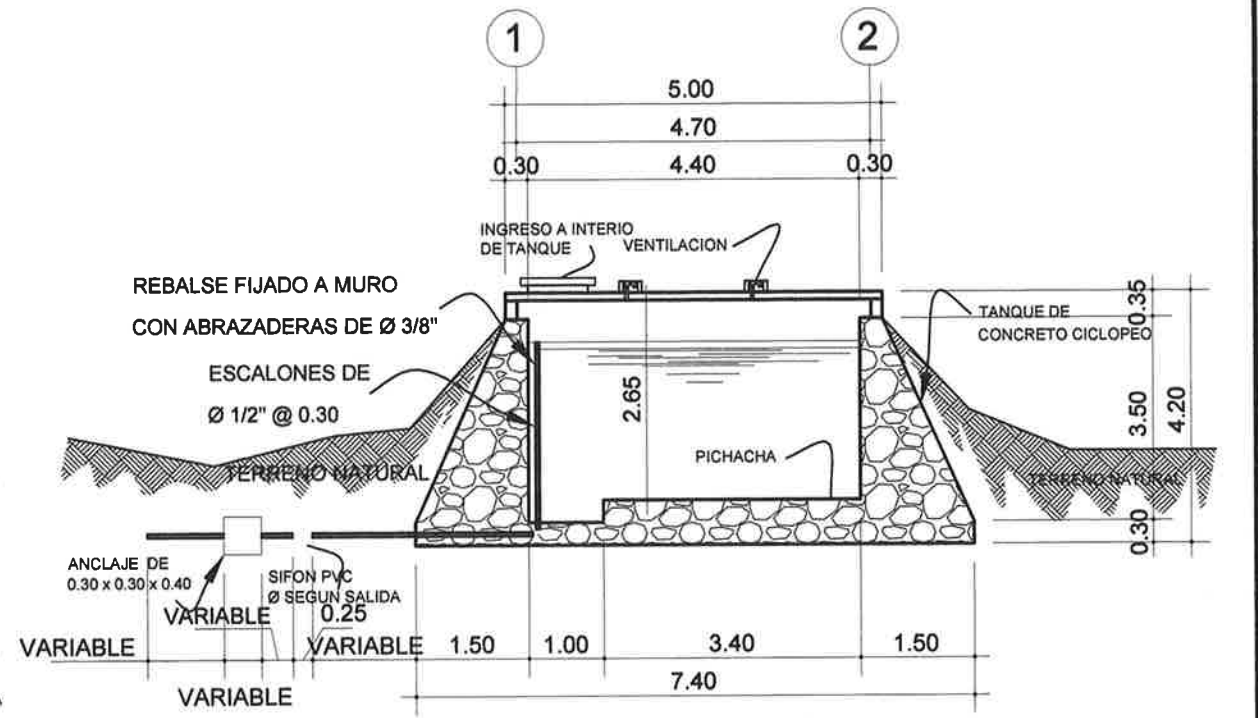 1
2
5.00
4.70
0.30
4.40
0.30
INGRESO A INTERIO
DE TANQUE
VENTILACION
REBALSE FIJADO A MURO
CON ABRAZADERAS DE Ø 3/8"
ESCALONES DE
Ø 1/2" @ 0.30
TANQUE DE
CONCRETO CICLOPEO
0.35
3.50
4.20
0.30
2.65
PICHACHA
TERRENO NATURAL
TERRENO NATURAL
ANCLAJE DE
0.30 x 0.30 x 0.40
SIFON PVC
Ø SEGUN SALIDA
VARIABLE
0.25
VARIABLE
VARIABLE
1.50
1.00
3.40
1.50
VARIABLE
7.40